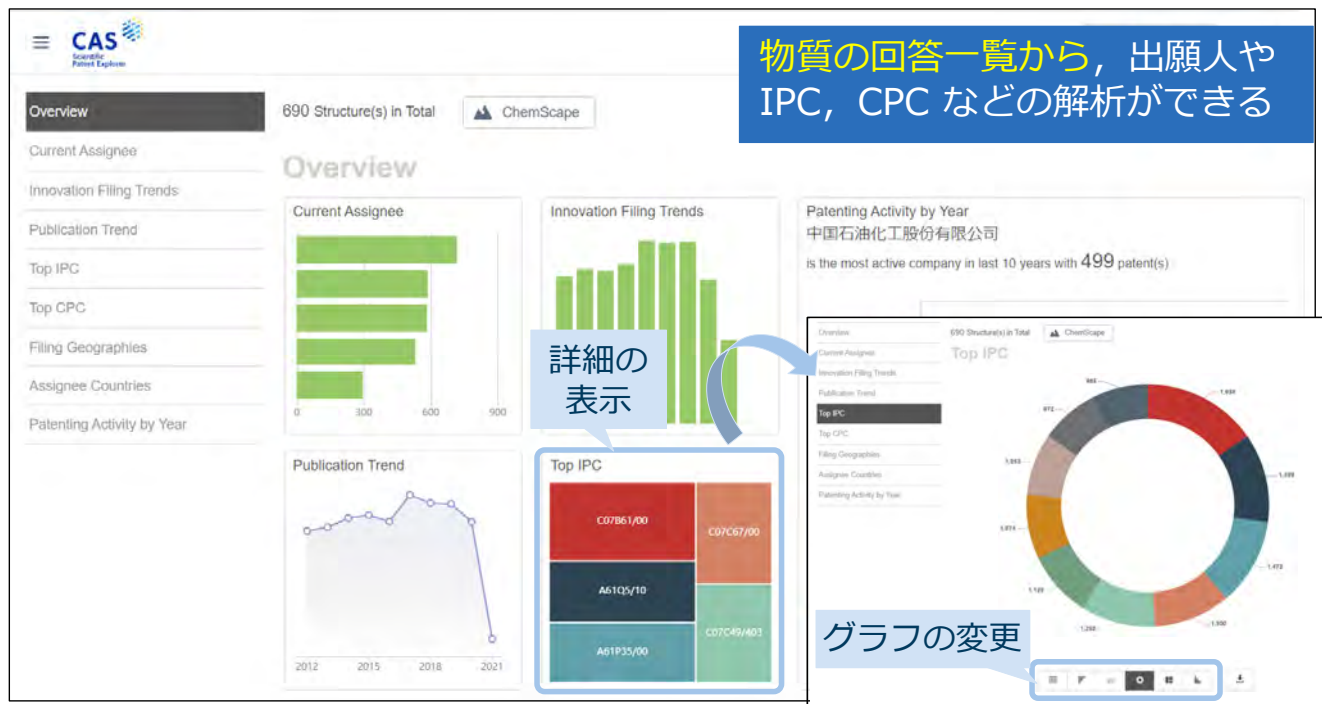 CAS
Scientific
Patent Explorer
物質の回答一覧から，出願人や
IPC，CPC などの解析ができる
Overview
Current Assignee
Innovation Filing Trends
Publication Trend
Top IPC
Top CPC
Filing Geographies
Assignee Countries
Patenting Activity by Year
690 Structure(s) in Total
ChemScape
Overview
Current Assignee
0 300 600 900
Innovation Filing Trends
Patenting Activity by Year
中国石油化工股份有限公司
is the most active company in last 10 years with 499 patent(s)
詳細の
表示
Publication Trend
2012 2015 2018 2021
Top IPC
C07B61/00
C07C67/00
A61Q5/10
C07C49/403
A61P35/00
Overview
Current Assignee
Innovation Filing Trends
Publication Trend
Top IPC
Top CPC
Filing Geographies
Assignee Countries
Patenting Activity by Year
690 Structure(s) in Total
ChemScape
Top IPC
グラフの変更